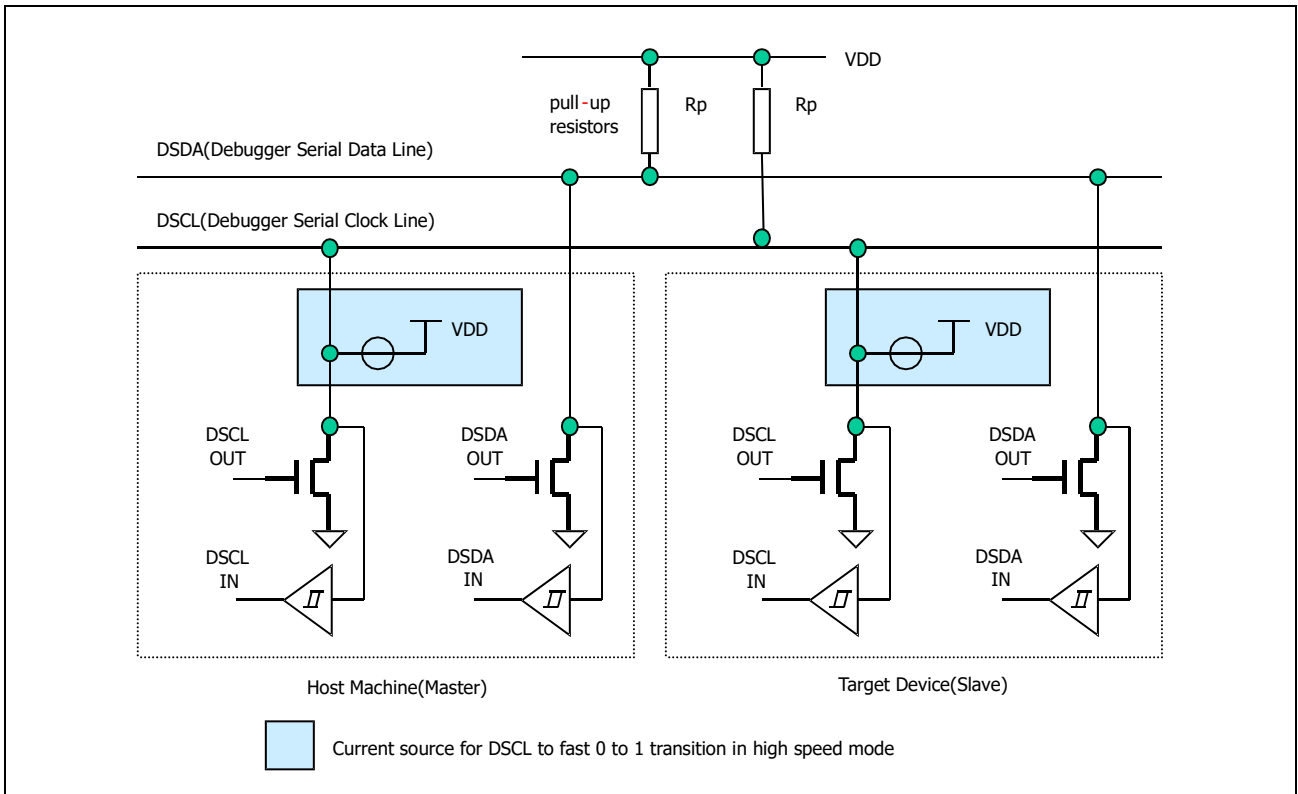 VDD
pull-up
resistors
Rp
Rp
DSDA(Debugger Serial Data Line)
DSCL(Debugger Serial Clock Line)
VDD
VDD
DSCL
OUT
DSDA
OUT
DSCL
OUT
DSDA
OUT
DSCL
IN
DSDA
IN
DSCL
IN
DSDA
IN
Host Machine(Master)
Target Device(Slave)
Current source for DSCL to fast 0 to 1 transition in high speed mode